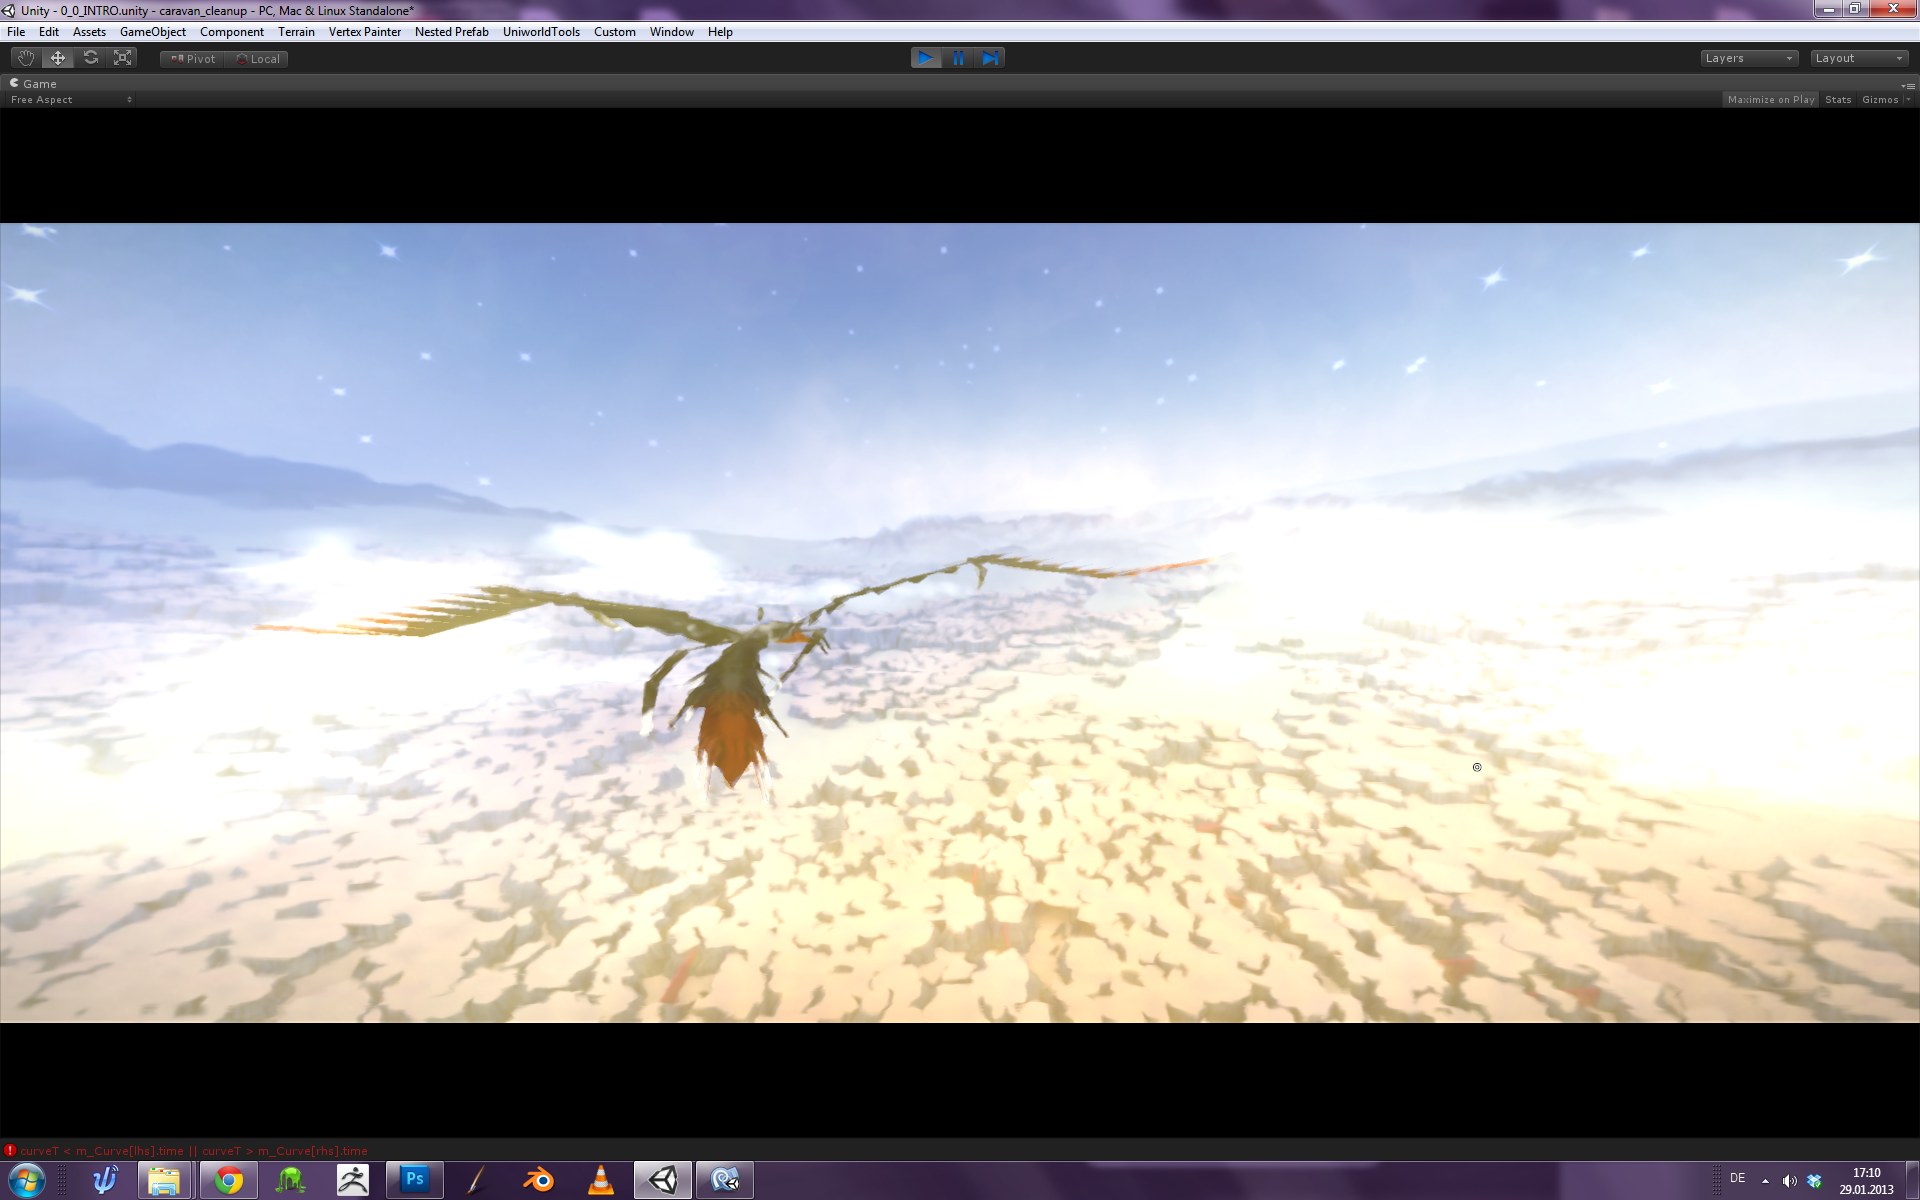 Unity - 0_0_INTRO.unity - caravan_cleanup - PC, Mac & Linux Standalone*
File Edit Assets GameObject Component Terrain Vertex Painter Nested Prefab UniworldTools Custom Window Help
Pivot Local Layers Layout
Game
Free Aspect Maximize on Play Stats Gizmos
curveT < m_Curve[lhs].time || curveT > m_Curve[rhs].time
Ps
DE
17:10
29.01.2013